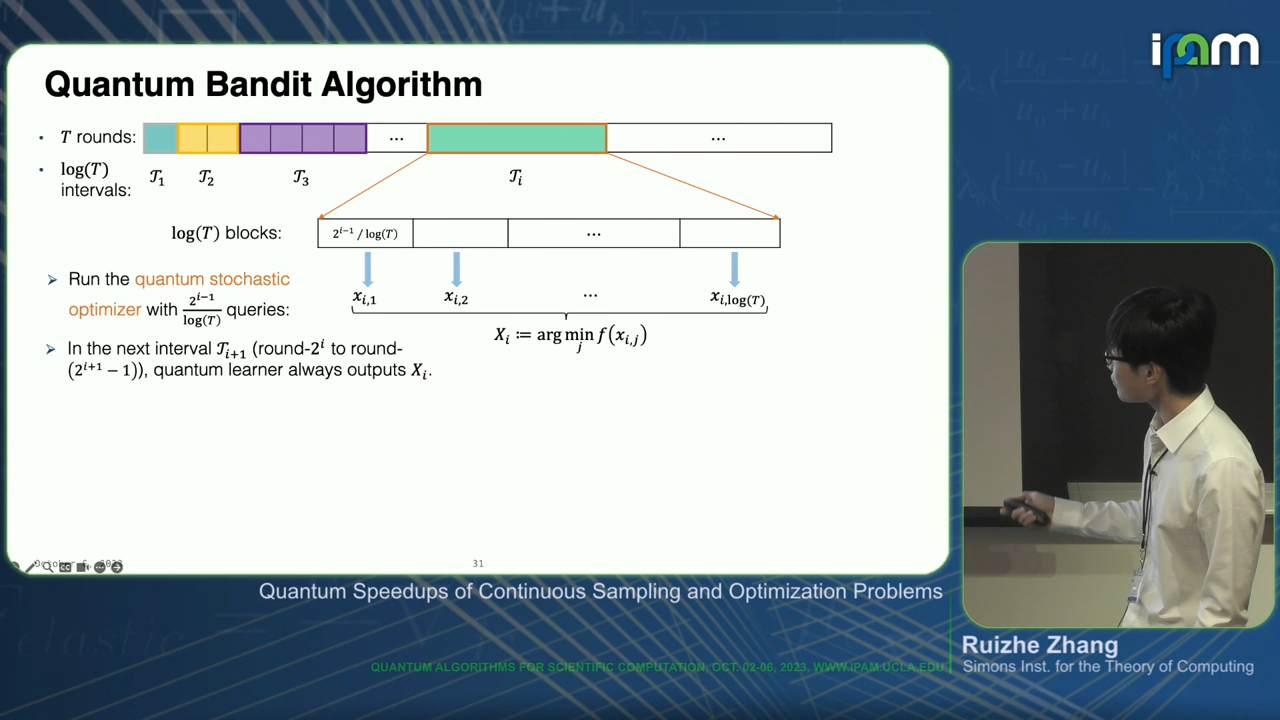 ipam
Quantum Bandit Algorithm
• T rounds:
...
...
• log(T)
intervals:
𝒯₁
𝒯₂
𝒯₃
𝒯ᵢ
log(T) blocks:
2^{i−1} / log(T)
...
➢ Run the quantum stochastic
optimizer with 2^{i−1}/log(T) queries:
x_{i,1} x_{i,2} ... x_{i,log(T)}
X_i ≔ arg min_j f(x_{i,j})
➢ In the next interval 𝒯_{i+1} (round-2^i to round-
(2^{i+1} − 1)), quantum learner always outputs X_i.
31
Quantum Speedups of Continuous Sampling and Optimization Problems
Ruizhe Zhang
Simons Inst. for the Theory of Computing
QUANTUM ALGORITHMS FOR SCIENTIFIC COMPUTATION, OCT. 02-06, 2023, WWW.IPAM.UCLA.EDU